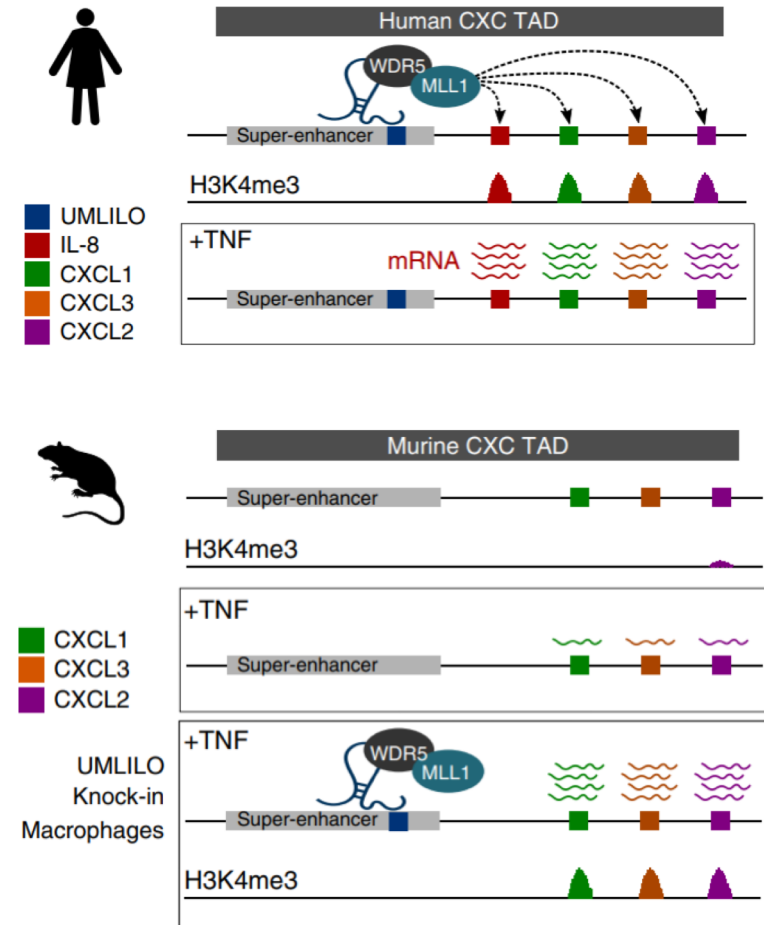 Human CXC TAD
WDR5
MLL1
Super-enhancer
H3K4me3
UMLILO
IL-8
CXCL1
CXCL3
CXCL2
+TNF
mRNA
Super-enhancer
Murine CXC TAD
Super-enhancer
H3K4me3
+TNF
Super-enhancer
CXCL1
CXCL3
CXCL2
+TNF
WDR5
MLL1
UMLILO
Knock-in
Macrophages
Super-enhancer
H3K4me3